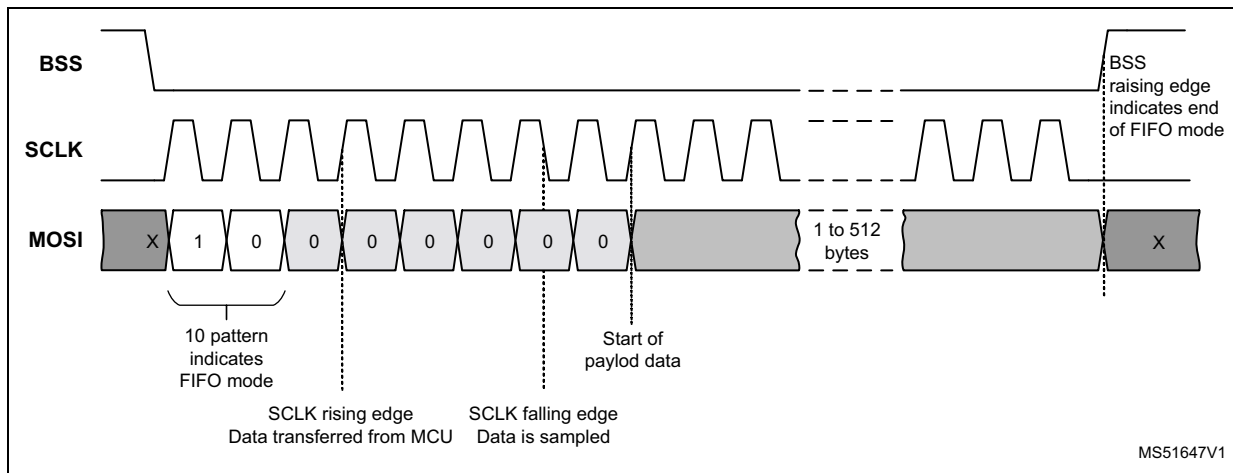 BSS
BSS
raising edge
indicates end
of FIFO mode
SCLK
MOSI
X
1
0
0
0
0
0
0
0
1 to 512
bytes
X
10 pattern
indicates
FIFO mode
Start of
paylod data
SCLK rising edge
Data transferred from MCU
SCLK falling edge
Data is sampled
MS51647V1